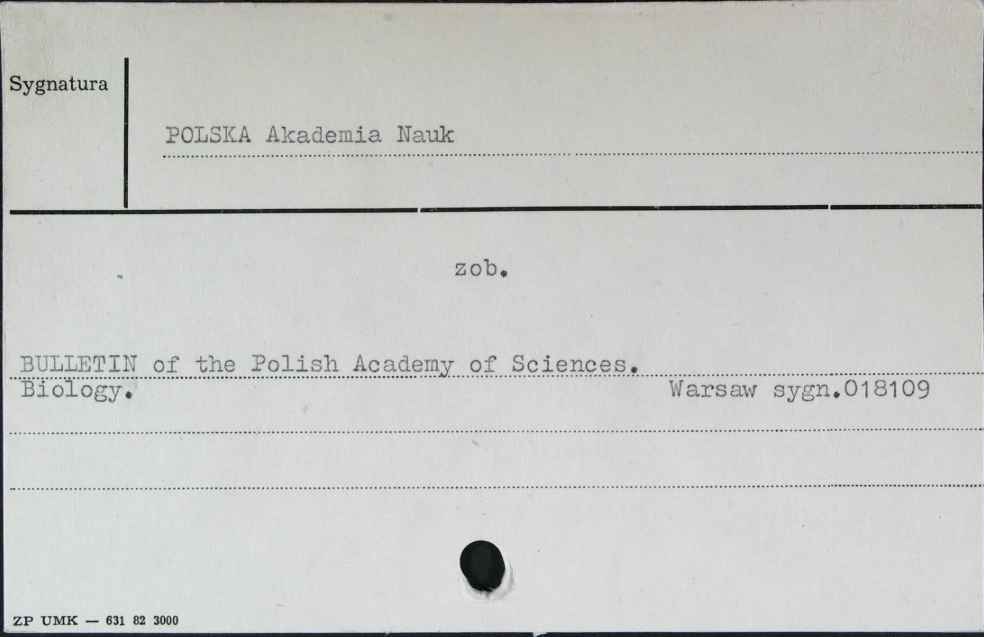 Sygnatura
POLSKA Akademia Nauk
zob.
BULLETIN of the Polish Academy of Sciences.
Biology. Warsaw sygn.018109
ZP UMK — 631 82 3000